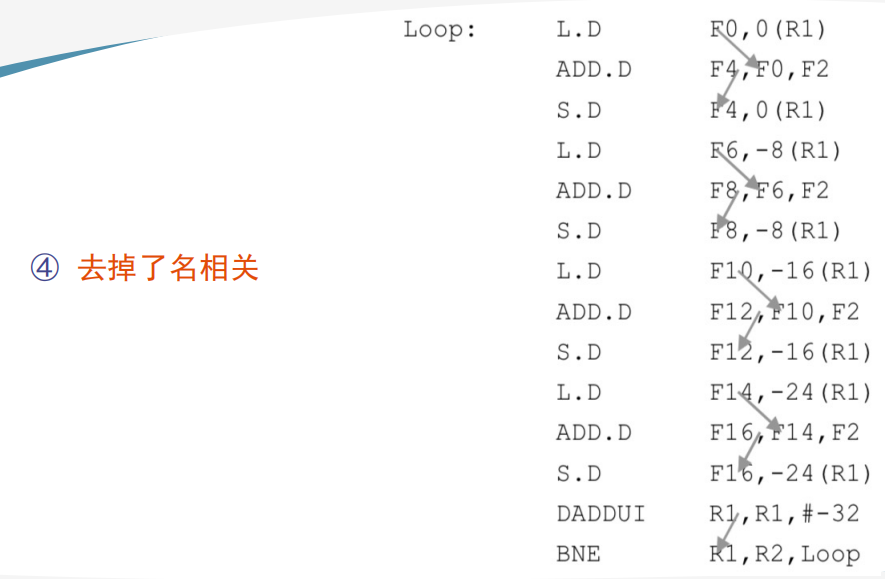 Loop: L.D F0,0(R1)
ADD.D F4,F0,F2
S.D F4,0(R1)
L.D F6,-8(R1)
ADD.D F8,F6,F2
S.D F8,-8(R1)
④ 去掉了名相关
L.D F10,-16(R1)
ADD.D F12,F10,F2
S.D F12,-16(R1)
L.D F14,-24(R1)
ADD.D F16,F14,F2
S.D F16,-24(R1)
DADDUI R1,R1,#-32
BNE R1,R2,Loop